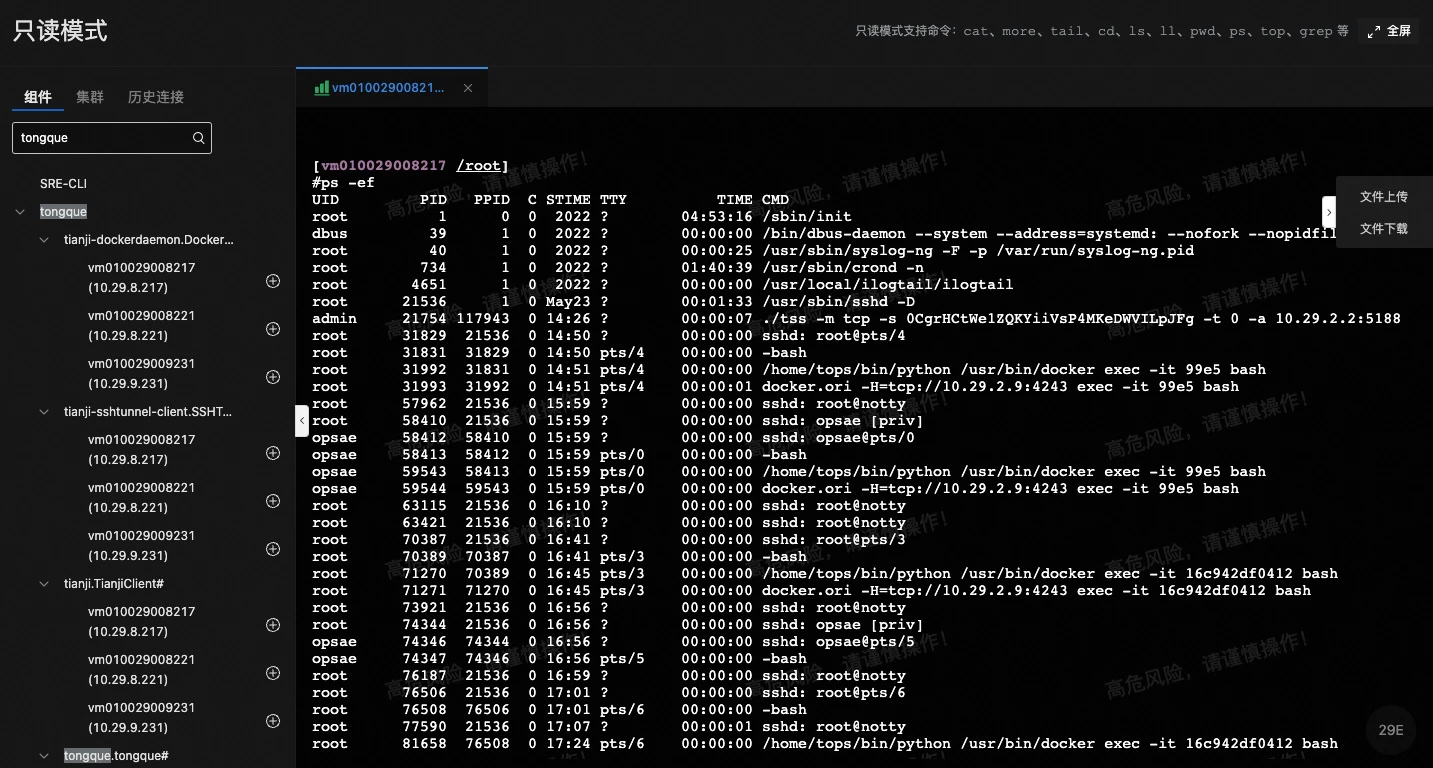 只读模式
只读模式支持命令: cat、more、tail、cd、ls、ll、pwd、ps、top、grep 等
全屏
组件 集群 历史连接
tongque
SRE-CLI
tongque
tianji-dockerdaemon.Docker...
vm010029008217
(10.29.8.217)
vm010029008221
(10.29.8.221)
vm010029009231
(10.29.9.231)
tianji-sshtunnel-client.SSHT...
vm010029008217
(10.29.8.217)
vm010029008221
(10.29.8.221)
vm010029009231
(10.29.9.231)
tianji.TianjiClient#
vm010029008217
(10.29.8.217)
vm010029008221
(10.29.8.221)
vm010029009231
(10.29.9.231)
tongque.tongque#
vm01002900821...
[vm010029008217 /root]
#ps -ef
UID PID PPID C STIME TTY TIME CMD
root 1 0 0 2022 ? 04:53:16 /sbin/init
dbus 39 1 0 2022 ? 00:00:00 /bin/dbus-daemon --system --address=systemd: --nofork --nopidfil
root 40 1 0 2022 ? 00:00:25 /usr/sbin/syslog-ng -F -p /var/run/syslog-ng.pid
root 734 1 0 2022 ? 01:40:39 /usr/sbin/crond -n
root 4651 1 0 2022 ? 00:00:00 /usr/local/ilogtail/ilogtail
root 21536 1 0 May23 ? 00:01:33 /usr/sbin/sshd -D
admin 21754 117943 0 14:26 ? 00:00:07 ./tss -m tcp -s 0CgrHCtWe1ZQKYiiVsP4MKeDWVILpJFg -t 0 -a 10.29.2.2:5188
root 31829 21536 0 14:50 ? 00:00:00 sshd: root@pts/4
root 31831 31829 0 14:50 pts/4 00:00:00 -bash
root 31992 31831 0 14:51 pts/4 00:00:00 /home/tops/bin/python /usr/bin/docker exec -it 99e5 bash
root 31993 31992 0 14:51 pts/4 00:00:01 docker.ori -H=tcp://10.29.2.9:4243 exec -it 99e5 bash
root 57962 21536 0 15:59 ? 00:00:00 sshd: root@notty
root 58410 21536 0 15:59 ? 00:00:00 sshd: opsae [priv]
opsae 58412 58410 0 15:59 ? 00:00:00 sshd: opsae@pts/0
opsae 58413 58412 0 15:59 pts/0 00:00:00 -bash
opsae 59543 58413 0 15:59 pts/0 00:00:00 /home/tops/bin/python /usr/bin/docker exec -it 99e5 bash
opsae 59544 59543 0 15:59 pts/0 00:00:00 docker.ori -H=tcp://10.29.2.9:4243 exec -it 99e5 bash
root 63115 21536 0 16:10 ? 00:00:00 sshd: root@notty
root 63421 21536 0 16:10 ? 00:00:00 sshd: root@notty
root 70387 21536 0 16:41 ? 00:00:00 sshd: root@pts/3
root 70389 70387 0 16:41 pts/3 00:00:00 -bash
root 71270 70389 0 16:45 pts/3 00:00:00 /home/tops/bin/python /usr/bin/docker exec -it 16c942df0412 bash
root 71271 71270 0 16:45 pts/3 00:00:00 docker.ori -H=tcp://10.29.2.9:4243 exec -it 16c942df0412 bash
root 73921 21536 0 16:56 ? 00:00:00 sshd: root@notty
root 74344 21536 0 16:56 ? 00:00:00 sshd: opsae [priv]
opsae 74346 74344 0 16:56 ? 00:00:00 sshd: opsae@pts/5
opsae 74347 74346 0 16:56 pts/5 00:00:00 -bash
root 76187 21536 0 16:59 ? 00:00:00 sshd: root@notty
root 76506 21536 0 17:01 ? 00:00:00 sshd: root@pts/6
root 76508 76506 0 17:01 pts/6 00:00:00 -bash
root 77590 21536 0 17:07 ? 00:00:01 sshd: root@notty
root 81658 76508 0 17:24 pts/6 00:00:00 /home/tops/bin/python /usr/bin/docker exec -it 16c942df0412 bash
文件上传
文件下载
高危风险，请谨慎操作！
29E